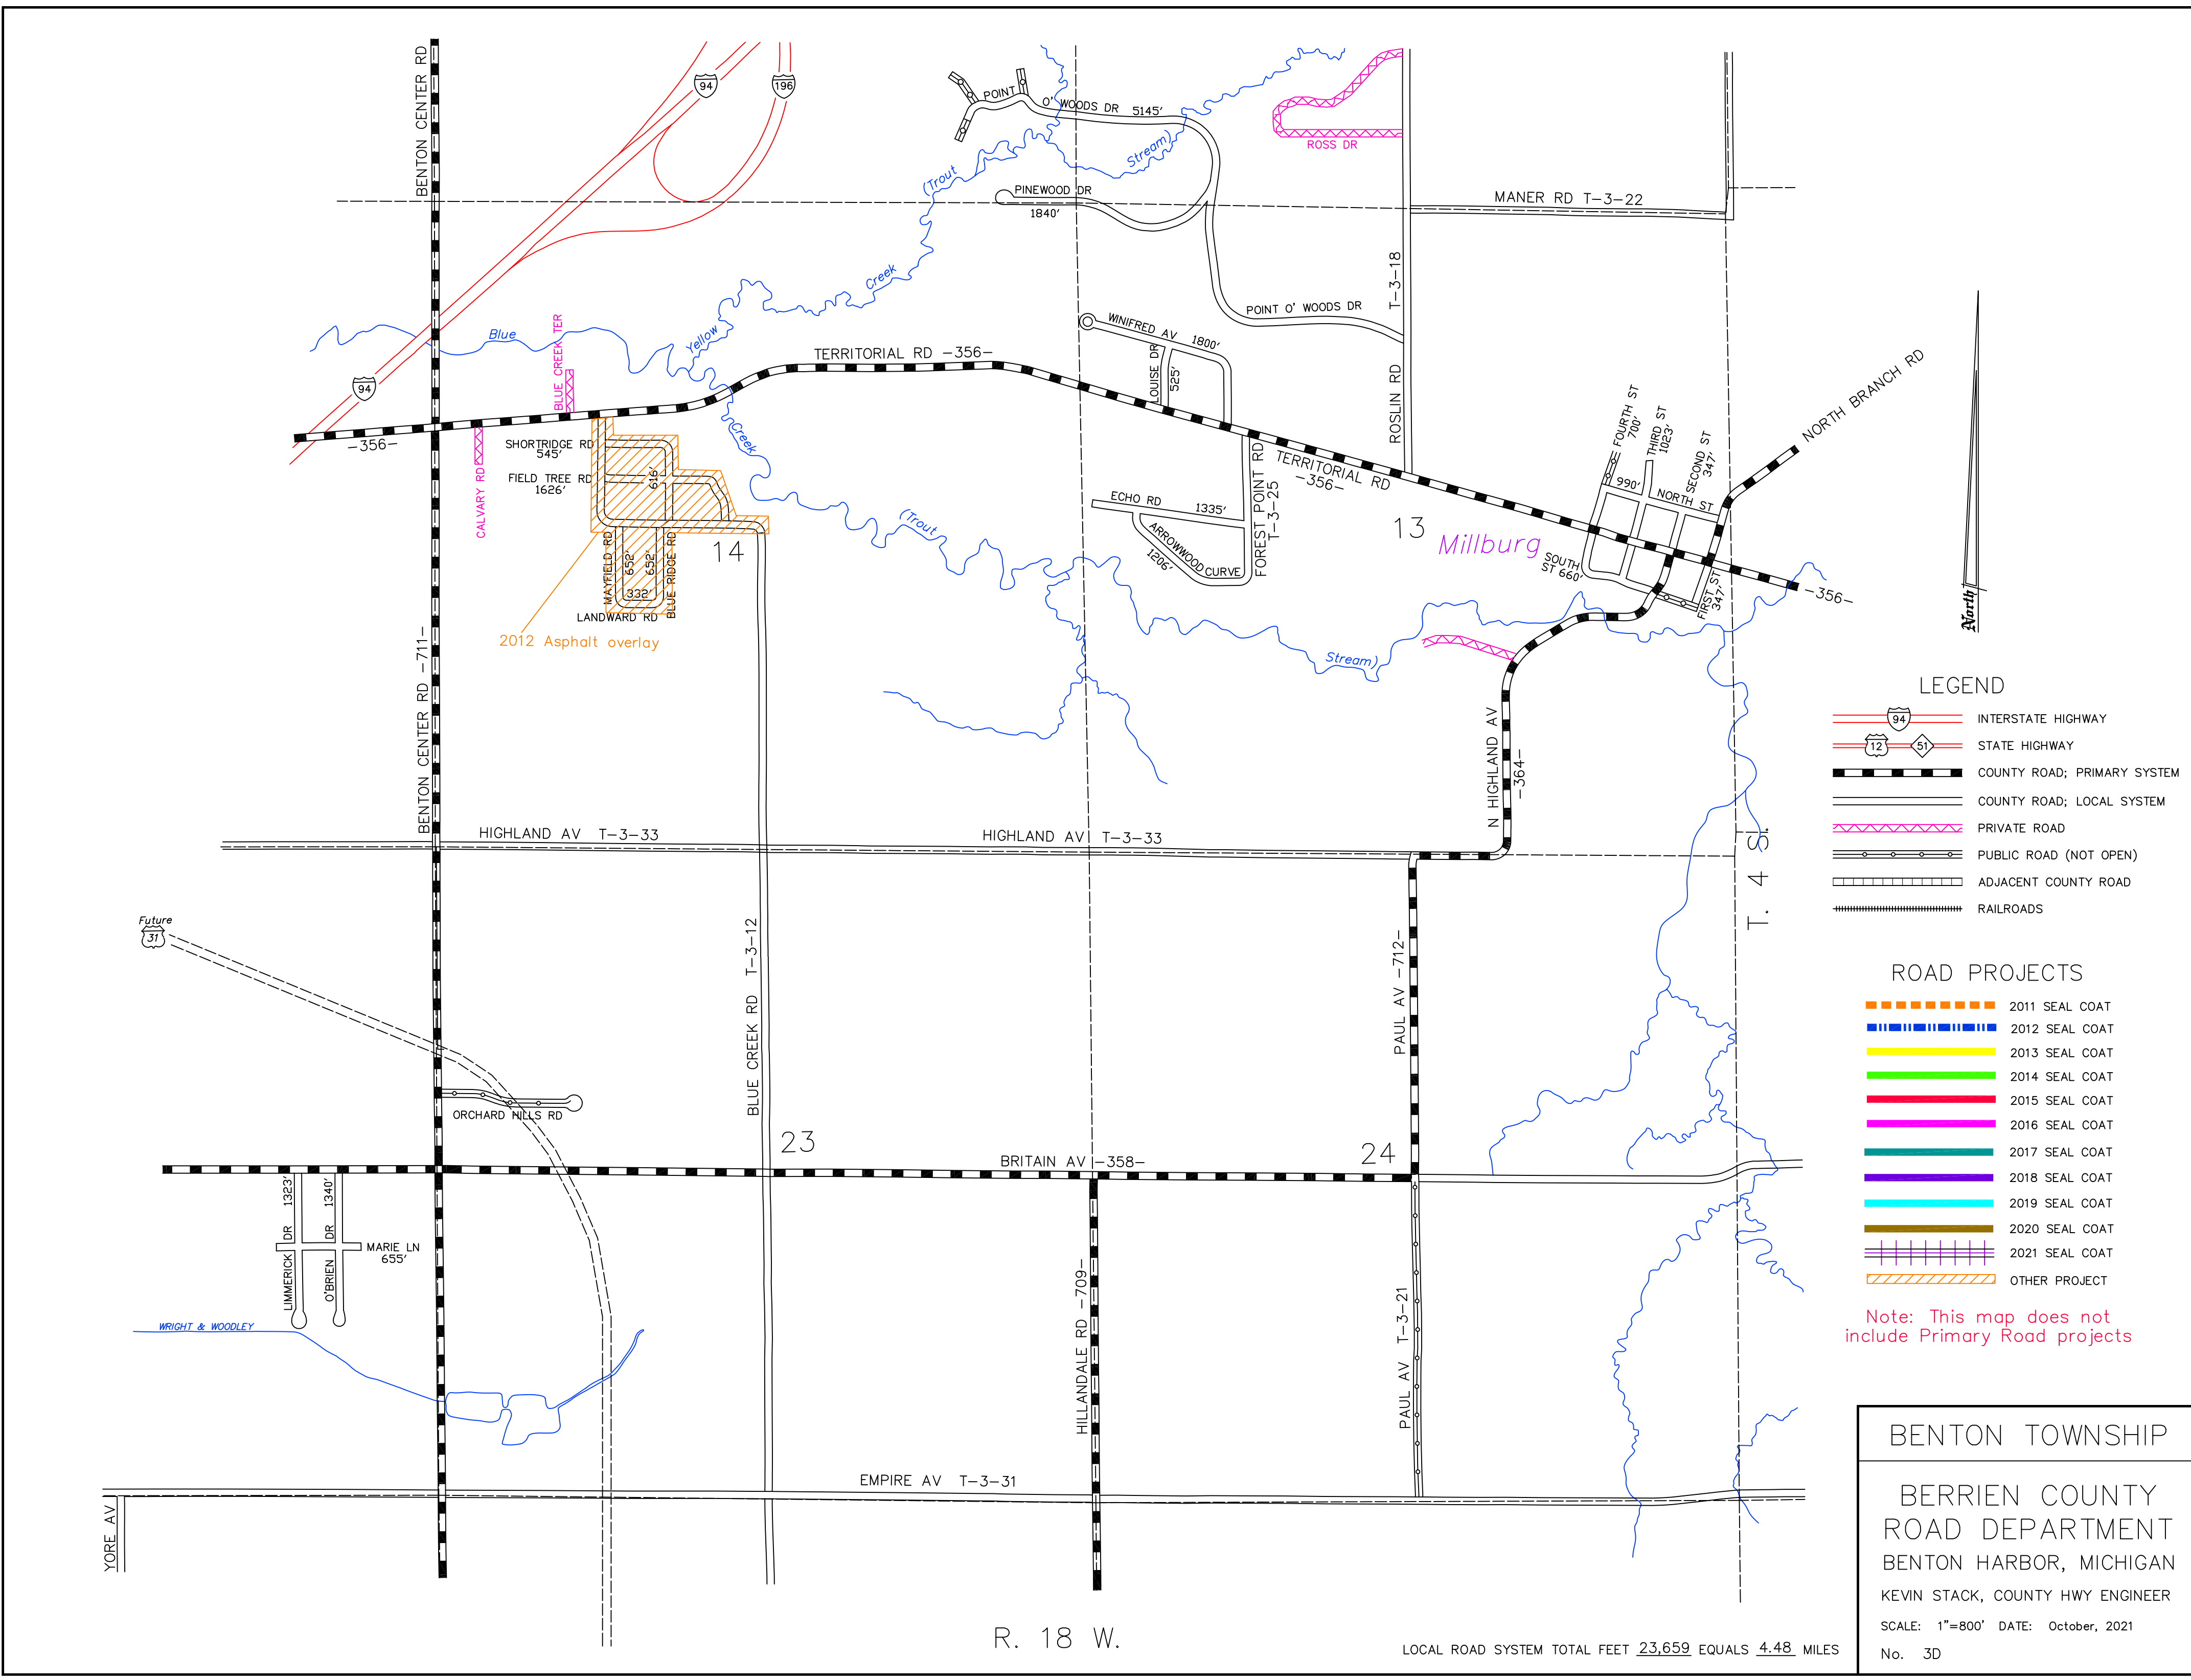 BENTON CENTER RD
BENTON CENTER RD
94
196
POINT
O' WOODS DR 5145'
(Trout
Stream)
ROSS DR
PINEWOOD DR
1840'
MANER RD T-3-22
Creek
T-3-18
POINT O' WOODS DR
Blue
BLUE CREEK TER
Yellow
WINIFRED AV 1800'
LOUISE DR
525'
TERRITORIAL RD -356-
94
-356-
ROSLIN RD
NORTH BRANCH RD
SHORTRIDGE RD
545'
FIELD TREE RD
1626'
616'
CALVARY RD
Creek
TERRITORIAL RD
-356-
FOREST POINT RD
T-3-25
FOURTH ST
700'
THIRD ST
1023'
SECOND ST
347'
990'
NORTH ST
ECHO RD 1335'
ARROWWOOD CURVE
1206'
(Trout
13
Millburg
14
MAYFIELD RD
652'
652'
BLUE RIDGE RD
332'
LANDWARD RD
2012 Asphalt overlay
SOUTH
ST 660'
FIRST ST
347'
-356-
North
Stream)
BENTON CENTER RD -711-
N HIGHLAND AV
-364-
HIGHLAND AV T-3-33
HIGHLAND AV T-3-33
T. 4 S.
Future
31
BLUE CREEK RD T-3-12
PAUL AV -712-
ORCHARD HILLS RD
23
24
BRITAIN AV -358-
LIMMERICK DR 1323'
O'BRIEN DR 1340'
MARIE LN
655'
WRIGHT & WOODLEY
HILLANDALE RD -709-
PAUL AV T-3-21
EMPIRE AV T-3-31
YORE AV
R. 18 W.
LOCAL ROAD SYSTEM TOTAL FEET 23,659 EQUALS 4.48 MILES
LEGEND
94 INTERSTATE HIGHWAY
12 51 STATE HIGHWAY
COUNTY ROAD; PRIMARY SYSTEM
COUNTY ROAD; LOCAL SYSTEM
PRIVATE ROAD
PUBLIC ROAD (NOT OPEN)
ADJACENT COUNTY ROAD
RAILROADS
ROAD PROJECTS
2011 SEAL COAT
2012 SEAL COAT
2013 SEAL COAT
2014 SEAL COAT
2015 SEAL COAT
2016 SEAL COAT
2017 SEAL COAT
2018 SEAL COAT
2019 SEAL COAT
2020 SEAL COAT
2021 SEAL COAT
OTHER PROJECT
Note: This map does not
include Primary Road projects
BENTON TOWNSHIP
BERRIEN COUNTY
ROAD DEPARTMENT
BENTON HARBOR, MICHIGAN
KEVIN STACK, COUNTY HWY ENGINEER
SCALE: 1"=800' DATE: October, 2021
No. 3D